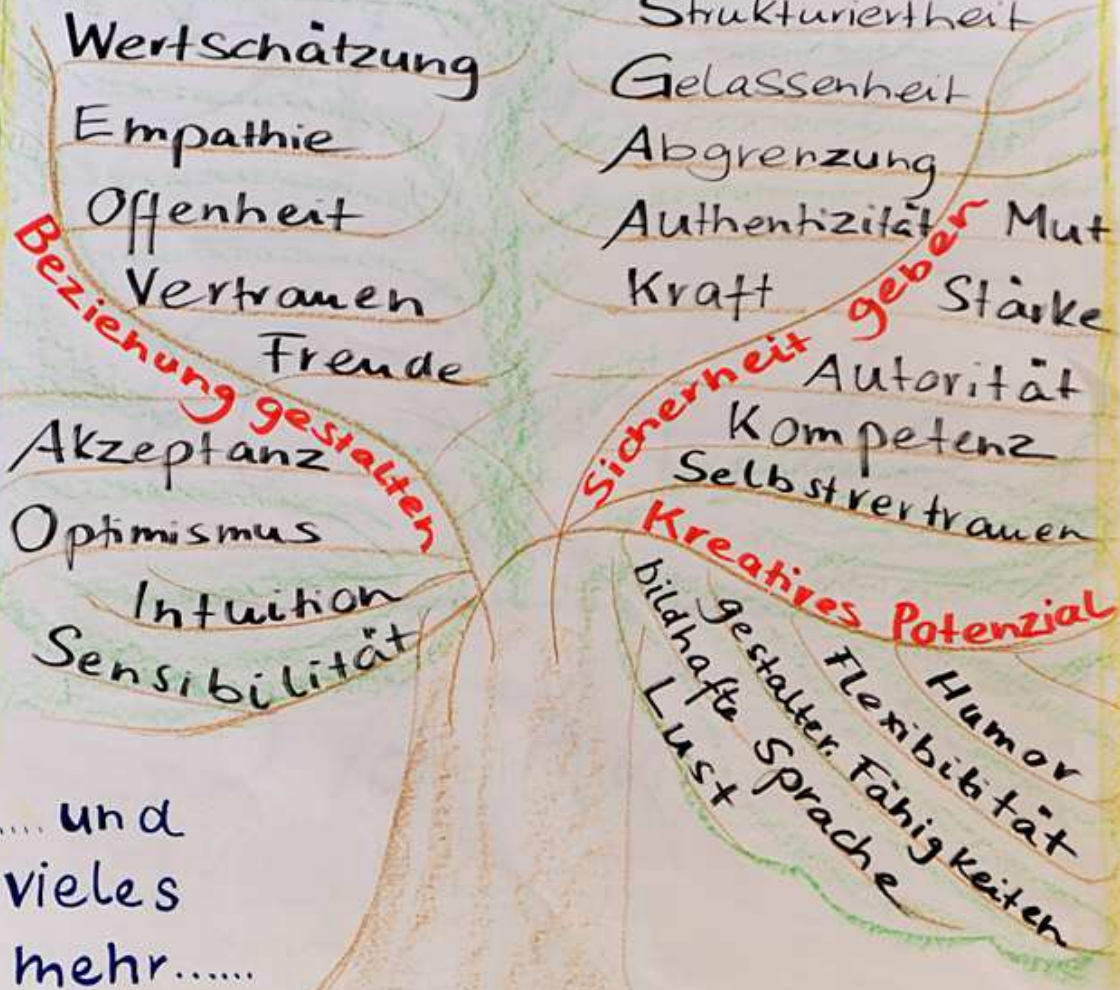 Wertschätzung
Empathie
Offenheit
Vertrauen
Freude
Beziehung gestalten
Akzeptanz
Optimismus
Intuition
Sensibilität
.... und
vieles
mehr......
Strukturiertheit
Gelassenheit
Abgrenzung
Authentizität Mut
Kraft Stärke
Sicherheit geben
Autorität
Kompetenz
Selbstvertrauen
Kreatives Potenzial
Humor
Flexibilität
gestalter. Fähigkeiten
bildhafte Sprache
Lust